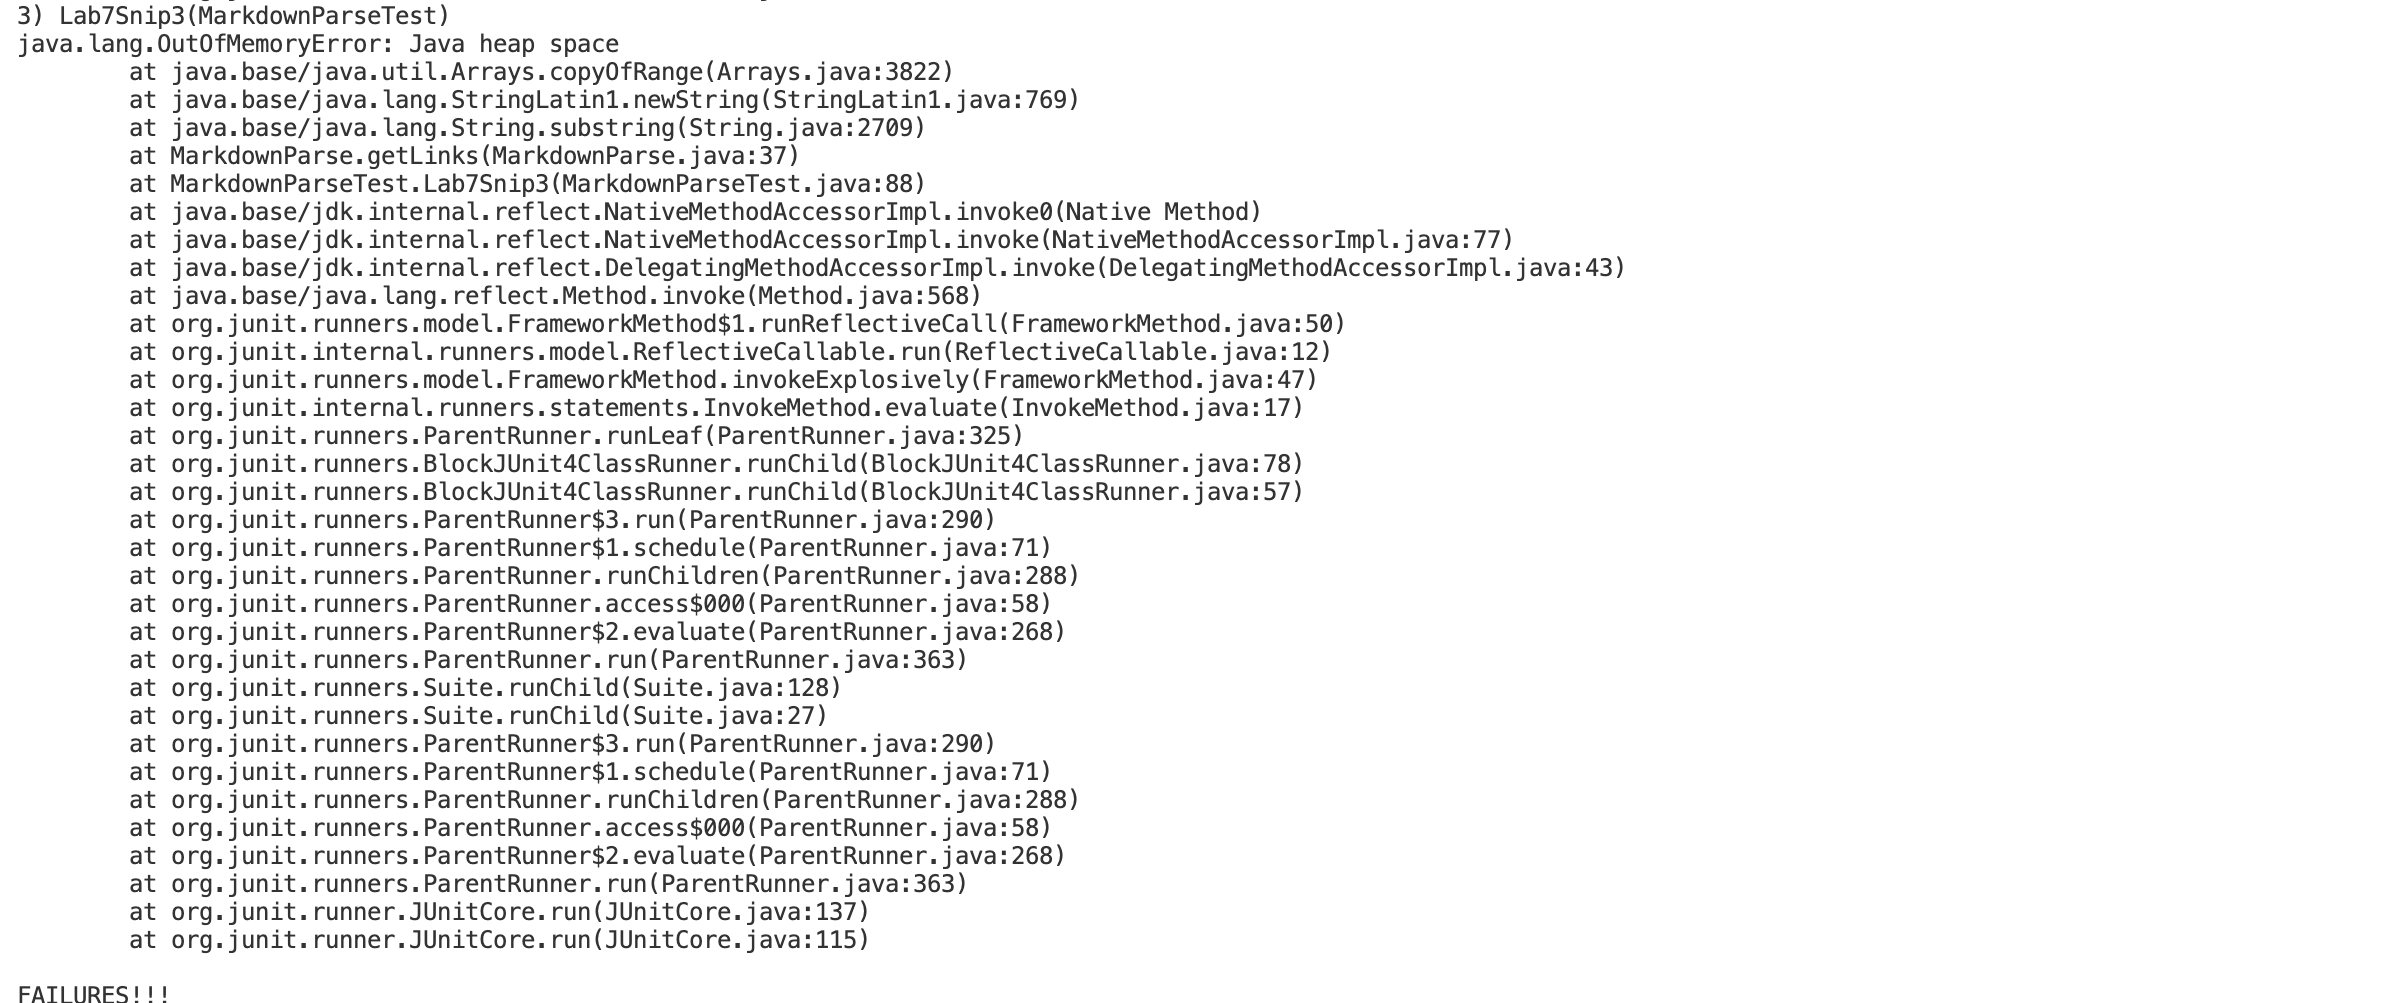 3) Lab7Snip3(MarkdownParseTest)
java.lang.OutOfMemoryError: Java heap space
at java.base/java.util.Arrays.copyOfRange(Arrays.java:3822)
at java.base/java.lang.StringLatin1.newString(StringLatin1.java:769)
at java.base/java.lang.String.substring(String.java:2709)
at MarkdownParse.getLinks(MarkdownParse.java:37)
at MarkdownParseTest.Lab7Snip3(MarkdownParseTest.java:88)
at java.base/jdk.internal.reflect.NativeMethodAccessorImpl.invoke0(Native Method)
at java.base/jdk.internal.reflect.NativeMethodAccessorImpl.invoke(NativeMethodAccessorImpl.java:77)
at java.base/jdk.internal.reflect.DelegatingMethodAccessorImpl.invoke(DelegatingMethodAccessorImpl.java:43)
at java.base/java.lang.reflect.Method.invoke(Method.java:568)
at org.junit.runners.model.FrameworkMethod$1.runReflectiveCall(FrameworkMethod.java:50)
at org.junit.internal.runners.model.ReflectiveCallable.run(ReflectiveCallable.java:12)
at org.junit.runners.model.FrameworkMethod.invokeExplosively(FrameworkMethod.java:47)
at org.junit.internal.runners.statements.InvokeMethod.evaluate(InvokeMethod.java:17)
at org.junit.runners.ParentRunner.runLeaf(ParentRunner.java:325)
at org.junit.runners.BlockJUnit4ClassRunner.runChild(BlockJUnit4ClassRunner.java:78)
at org.junit.runners.BlockJUnit4ClassRunner.runChild(BlockJUnit4ClassRunner.java:57)
at org.junit.runners.ParentRunner$3.run(ParentRunner.java:290)
at org.junit.runners.ParentRunner$1.schedule(ParentRunner.java:71)
at org.junit.runners.ParentRunner.runChildren(ParentRunner.java:288)
at org.junit.runners.ParentRunner.access$000(ParentRunner.java:58)
at org.junit.runners.ParentRunner$2.evaluate(ParentRunner.java:268)
at org.junit.runners.ParentRunner.run(ParentRunner.java:363)
at org.junit.runners.Suite.runChild(Suite.java:128)
at org.junit.runners.Suite.runChild(Suite.java:27)
at org.junit.runners.ParentRunner$3.run(ParentRunner.java:290)
at org.junit.runners.ParentRunner$1.schedule(ParentRunner.java:71)
at org.junit.runners.ParentRunner.runChildren(ParentRunner.java:288)
at org.junit.runners.ParentRunner.access$000(ParentRunner.java:58)
at org.junit.runners.ParentRunner$2.evaluate(ParentRunner.java:268)
at org.junit.runners.ParentRunner.run(ParentRunner.java:363)
at org.junit.runner.JUnitCore.run(JUnitCore.java:137)
at org.junit.runner.JUnitCore.run(JUnitCore.java:115)
FAILURES!!!